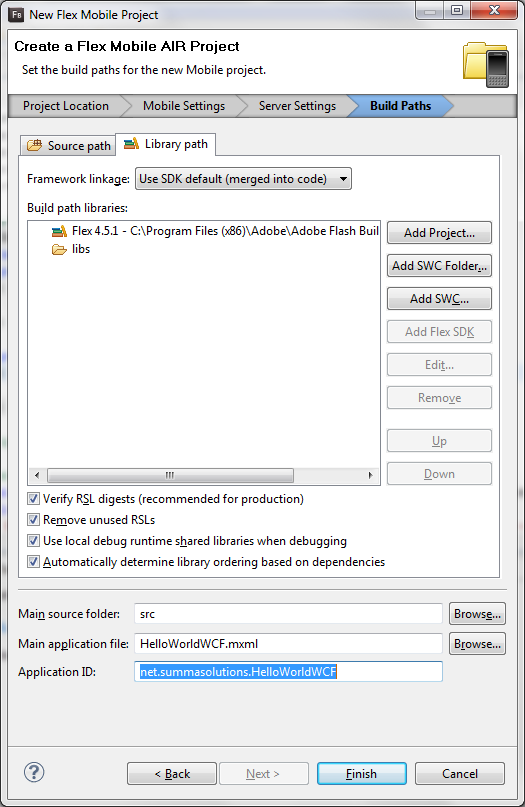 Fb New Flex Mobile Project
Create a Flex Mobile AIR Project
Set the build paths for the new Mobile project.
Project Location Mobile Settings Server Settings Build Paths
Source path Library path
Framework linkage: Use SDK default (merged into code)
Build path libraries:
Flex 4.5.1 - C:\Program Files (x86)\Adobe\Adobe Flash Buil
libs
Add Project...
Add SWC Folder...
Add SWC...
Add Flex SDK
Edit...
Remove
Up
Down
Verify RSL digests (recommended for production)
Remove unused RSLs
Use local debug runtime shared libraries when debugging
Automatically determine library ordering based on dependencies
Main source folder: src Browse...
Main application file: HelloWorldWCF.mxml Browse...
Application ID: net.summasolutions.HelloWorldWCF
? < Back Next > Finish Cancel